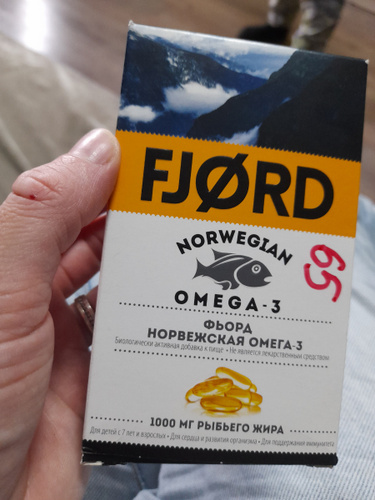 FJØRD
NORWEGIAN
65
OMEGA-3
ФЬОРД
НОРВЕЖСКАЯ ОМЕГА-3
Биологически активная добавка к пище • Не является лекарственным средством
1000 МГ РЫБЬЕГО ЖИРА
Для детей с 7 лет и взрослых • Для сердца и развития организма • Для поддержания иммунитета